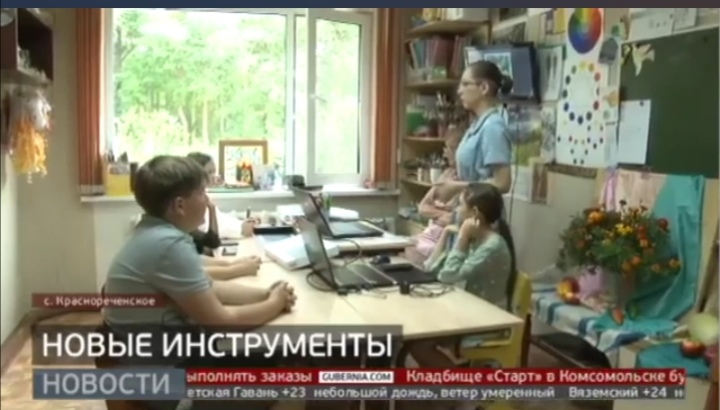 с. Краснореченское
НОВЫЕ ИНСТРУМЕНТЫ
НОВОСТИ
ыполнять заказы GUBERNIA.COM Кладбище «Старт» в Комсомольске бу
етская Гавань +23 небольшой дождь, ветер умеренный Вяземский +24 н